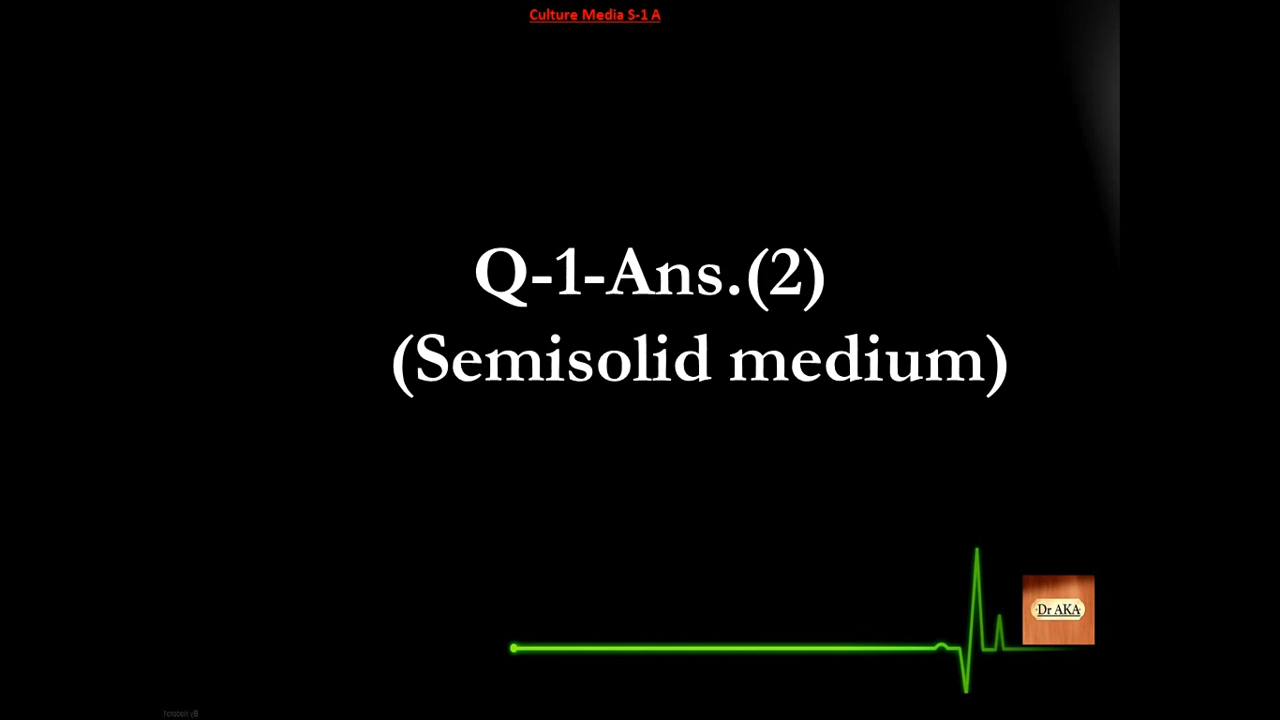 Culture Media S-1 A
Q-1-Ans.(2)
(Semisolid medium)
Dr AKA